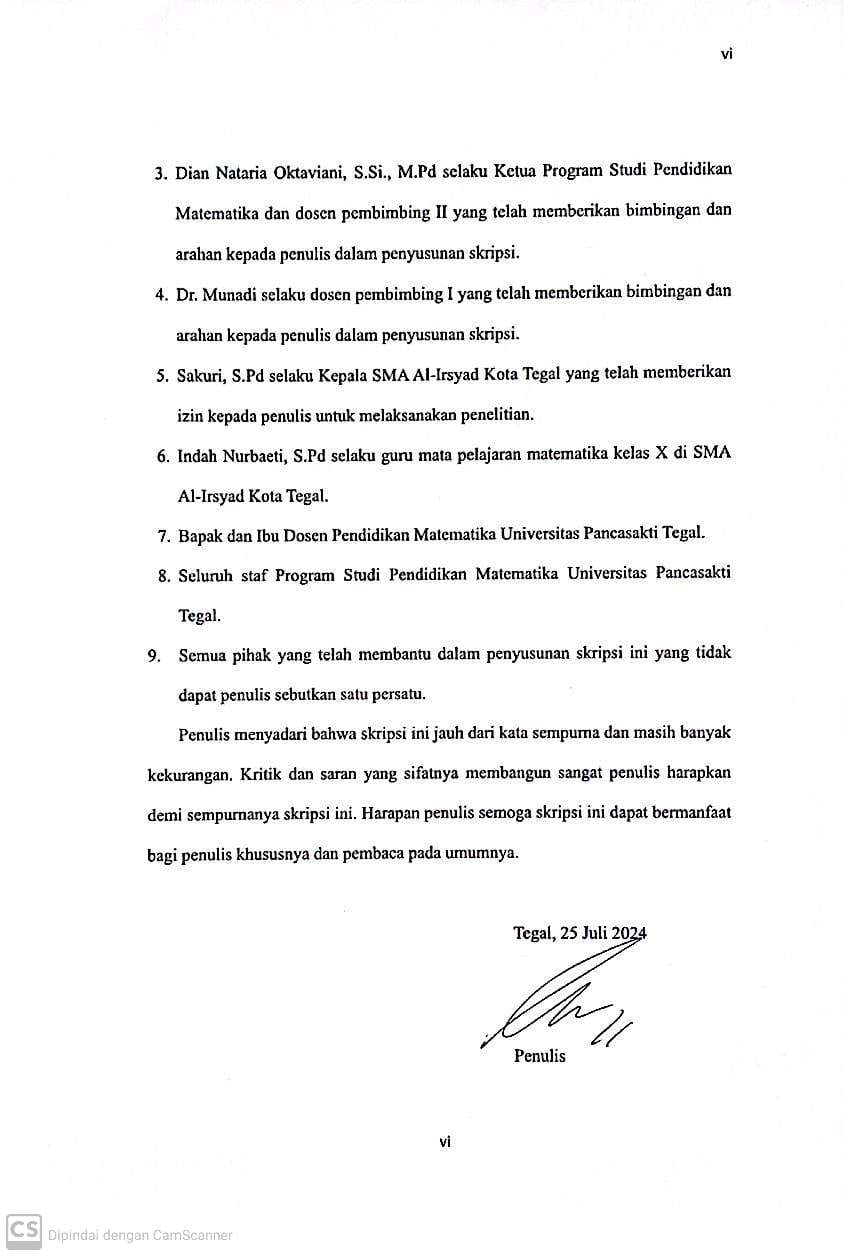 vi
3. Dian Nataria Oktaviani, S.Si., M.Pd selaku Ketua Program Studi Pendidikan
Matematika dan dosen pembimbing II yang telah memberikan bimbingan dan
arahan kepada penulis dalam penyusunan skripsi.
4. Dr. Munadi selaku dosen pembimbing I yang telah memberikan bimbingan dan
arahan kepada penulis dalam penyusunan skripsi.
5. Sakuri, S.Pd selaku Kepala SMA Al-Irsyad Kota Tegal yang telah memberikan
izin kepada penulis untuk melaksanakan penelitian.
6. Indah Nurbaeti, S.Pd selaku guru mata pelajaran matematika kelas X di SMA
Al-Irsyad Kota Tegal.
7. Bapak dan Ibu Dosen Pendidikan Matematika Universitas Pancasakti Tegal.
8. Seluruh staf Program Studi Pendidikan Matematika Universitas Pancasakti
Tegal.
9. Semua pihak yang telah membantu dalam penyusunan skripsi ini yang tidak
dapat penulis sebutkan satu persatu.
Penulis menyadari bahwa skripsi ini jauh dari kata sempurna dan masih banyak
kekurangan. Kritik dan saran yang sifatnya membangun sangat penulis harapkan
demi sempurnanya skripsi ini. Harapan penulis semoga skripsi ini dapat bermanfaat
bagi penulis khususnya dan pembaca pada umumnya.
Tegal, 25 Juli 2024
Penulis
vi
CS Dipindai dengan CamScanner